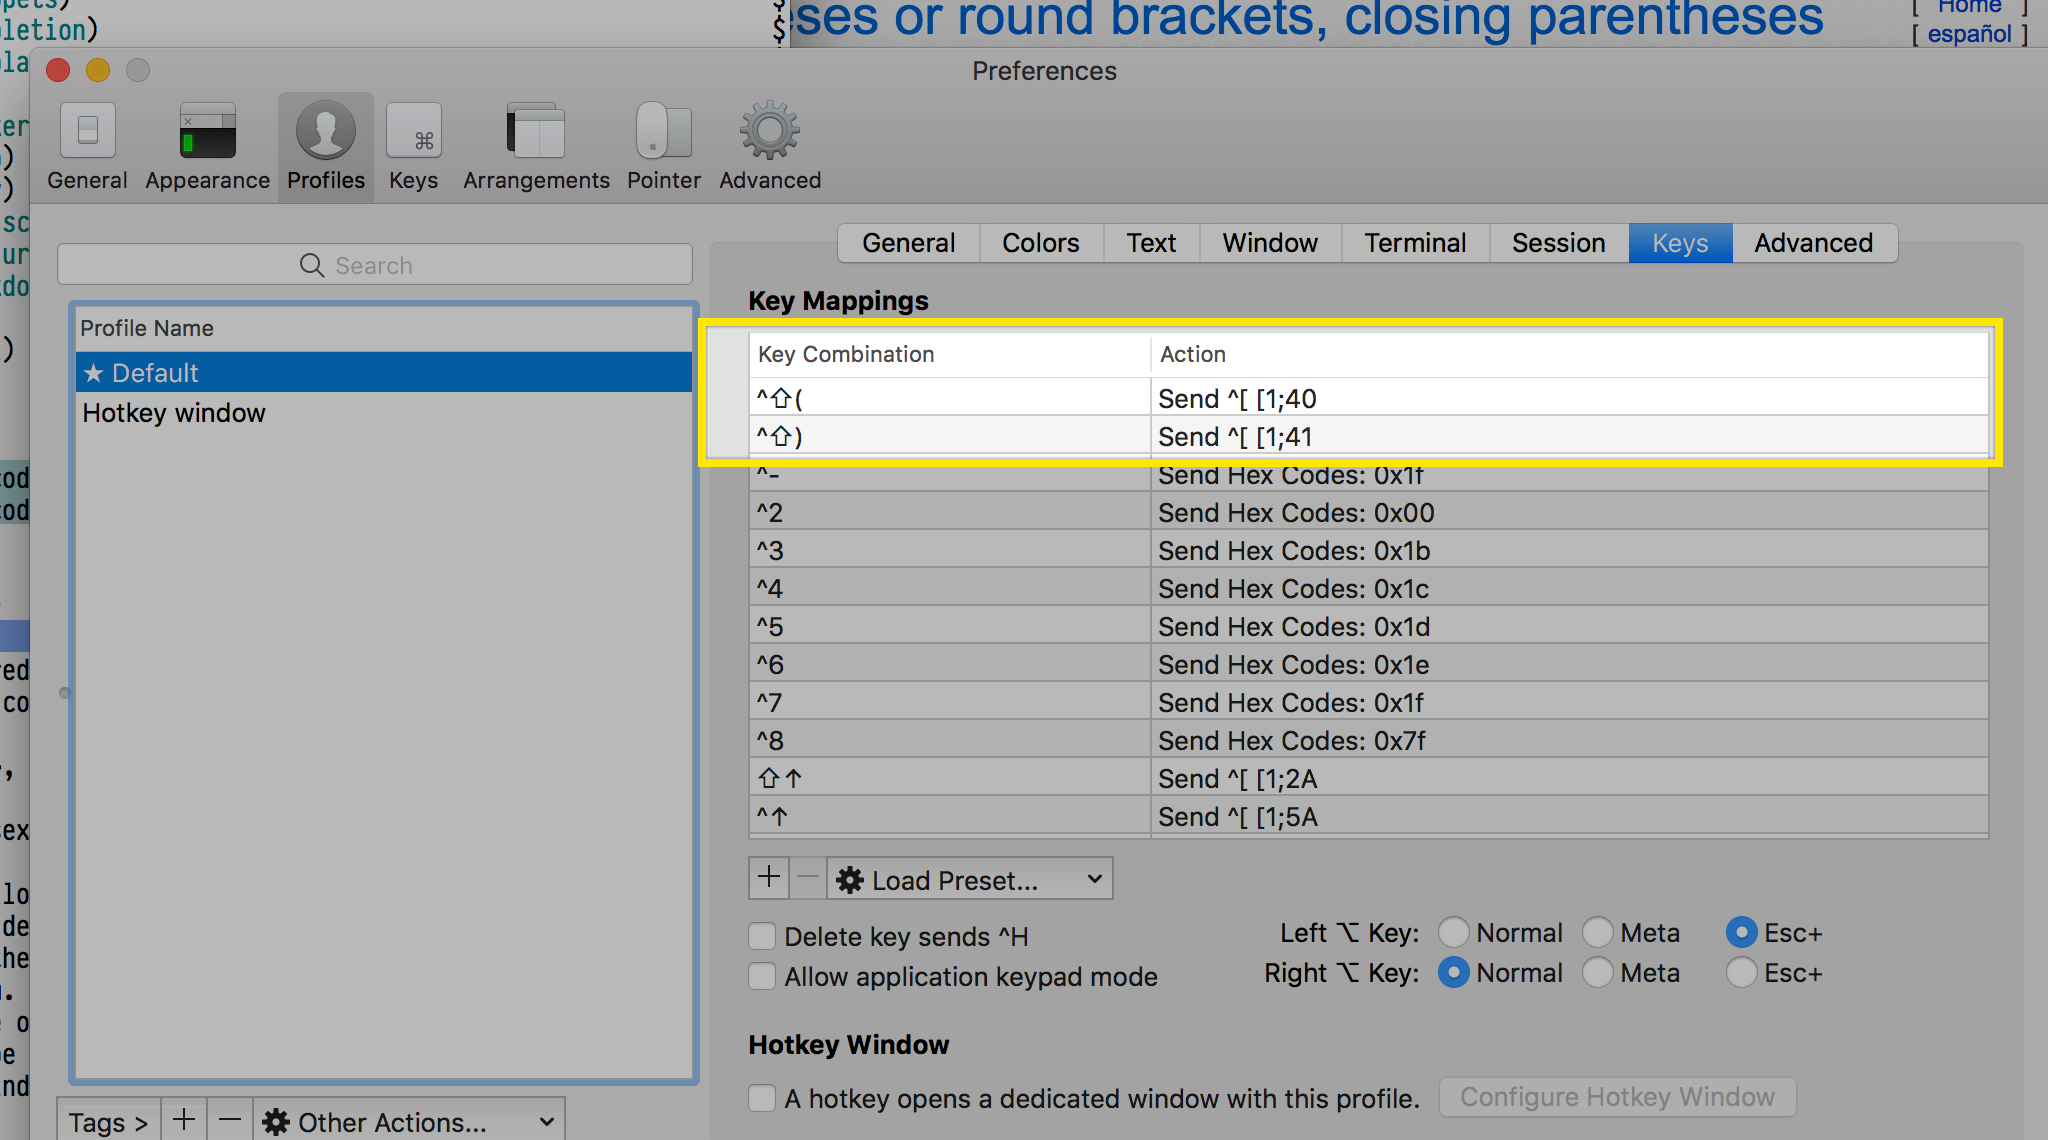 pets)
letion)
$
$
eses or round brackets, closing parentheses
[ Home ]
[ español ]
Preferences
General Appearance Profiles Keys Arrangements Pointer Advanced
Search
General Colors Text Window Terminal Session Keys Advanced
Profile Name
★ Default
Hotkey window
Key Mappings
Key Combination Action
^⇧( Send ^[ [1;40
^⇧) Send ^[ [1;41
^- Send Hex Codes: 0x1f
^2 Send Hex Codes: 0x00
^3 Send Hex Codes: 0x1b
^4 Send Hex Codes: 0x1c
^5 Send Hex Codes: 0x1d
^6 Send Hex Codes: 0x1e
^7 Send Hex Codes: 0x1f
^8 Send Hex Codes: 0x7f
⇧↑ Send ^[ [1;2A
^↑ Send ^[ [1;5A
+ − Load Preset...
Delete key sends ^H
Allow application keypad mode
Left ⌥ Key: Normal Meta Esc+
Right ⌥ Key: Normal Meta Esc+
Hotkey Window
A hotkey opens a dedicated window with this profile. Configure Hotkey Window
Tags > + − Other Actions...